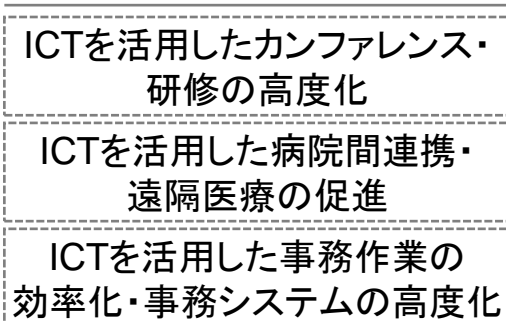 ICTを活用したカンファレンス・
研修の高度化
ICTを活用した病院間連携・
遠隔医療の促進
ICTを活用した事務作業の
効率化・事務システムの高度化